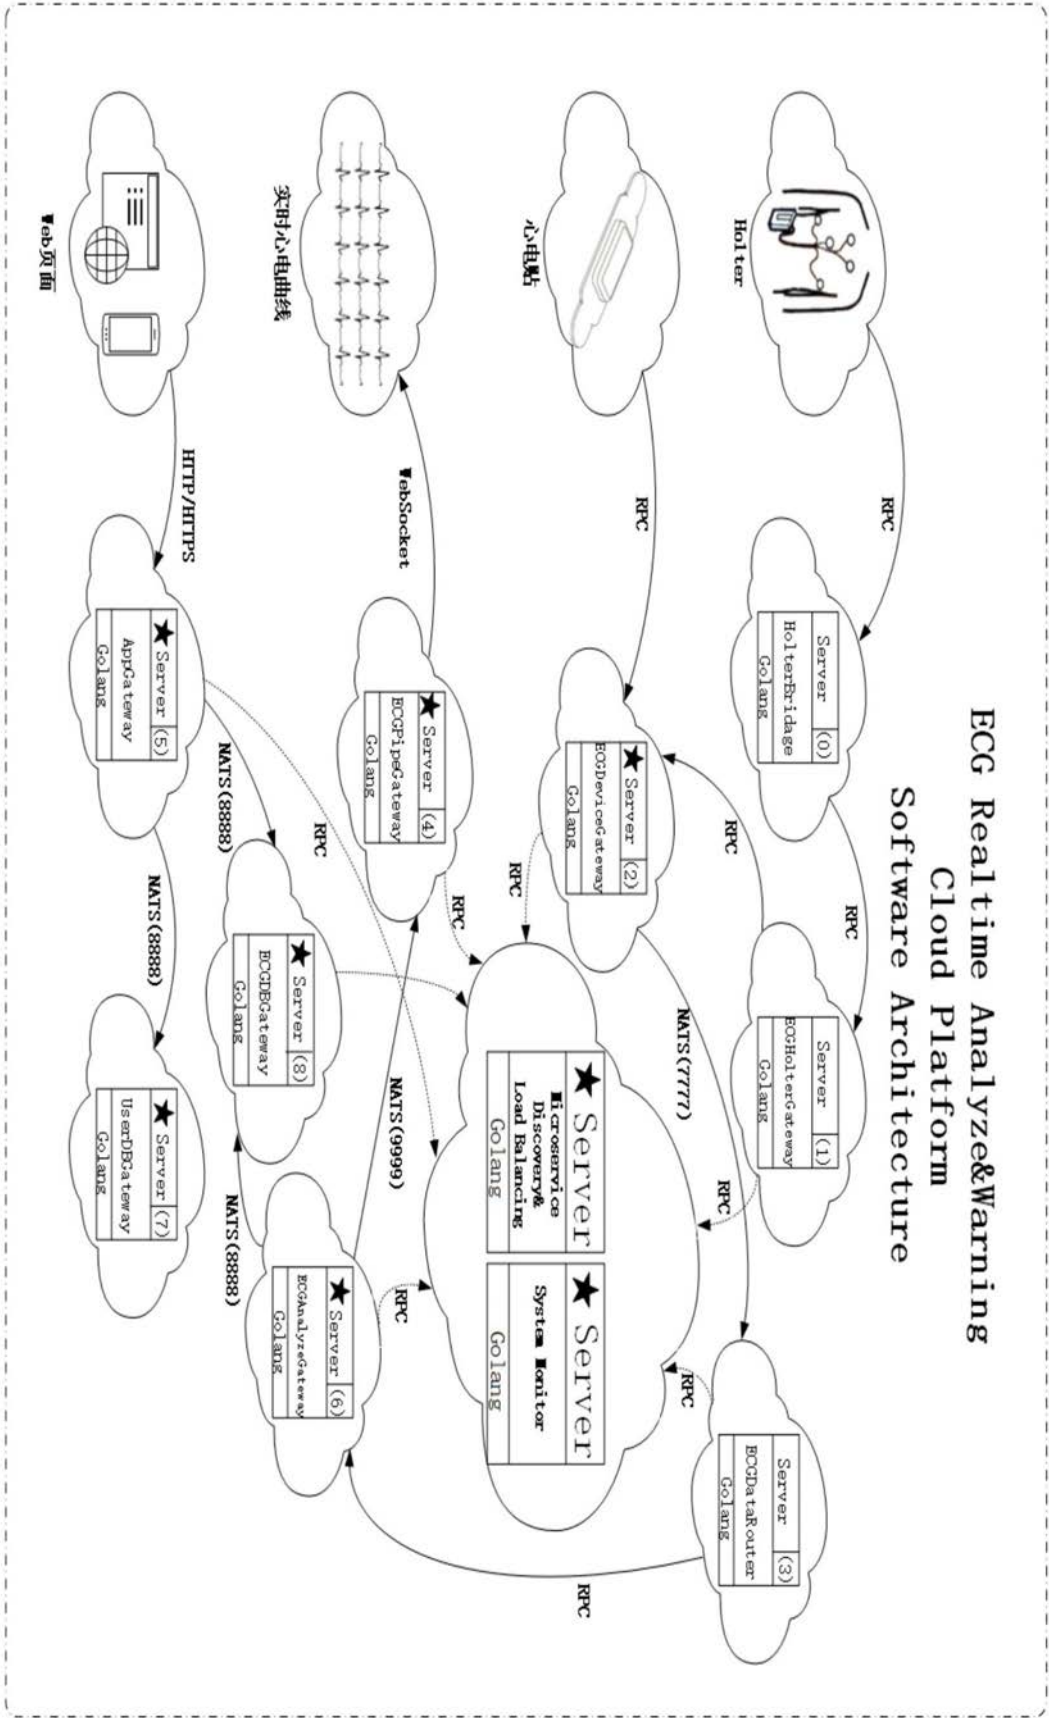 ECG Realtime Analyze&Warning
Cloud Platform
Software Architecture
Holter
RPC
Server (0)
HolterBridage
Golang
RPC
Server (1)
ECGHolterGateway
Golang
RPC
RPC
心电贴
RPC
★ Server (2)
ECGDeviceGateway
Golang
RPC
NATS(7777)
Server (3)
ECGDataRouter
Golang
RPC
RPC
★ Server
Microservice
Discovery&
Load Balancing
Golang
★ Server
System Monitor
Golang
实时心电曲线
WebSocket
★ Server (4)
ECGPipeGateway
Golang
RPC
NATS(9999)
RPC
★ Server (6)
ECGAnalyzeGateway
Golang
NATS(8888)
★ Server (8)
ECGDBGateway
Golang
RPC
NATS(8888)
Web页面
HTTP/HTTPS
★ Server (5)
AppGateway
Golang
NATS(8888)
★ Server (7)
UserDBGateway
Golang